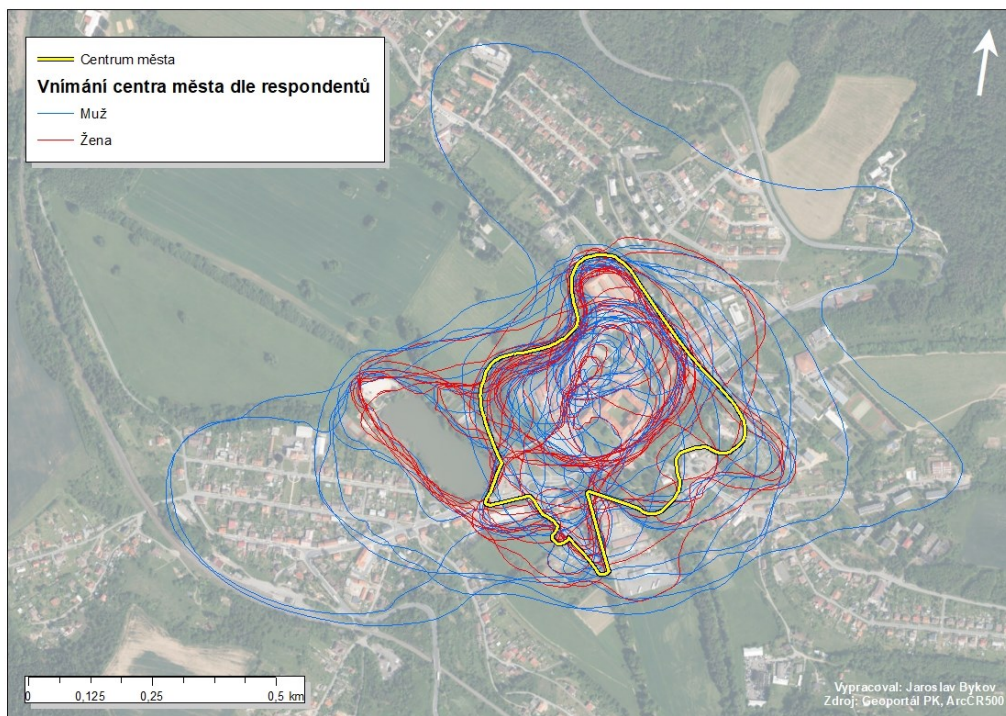 Centrum města
Vnímání centra města dle respondentů
Muž
Žena
0 0,125 0,25 0,5 km
Vypracoval: Jaroslav Bykov
Zdroj: Geoportál PK, ArcCR500